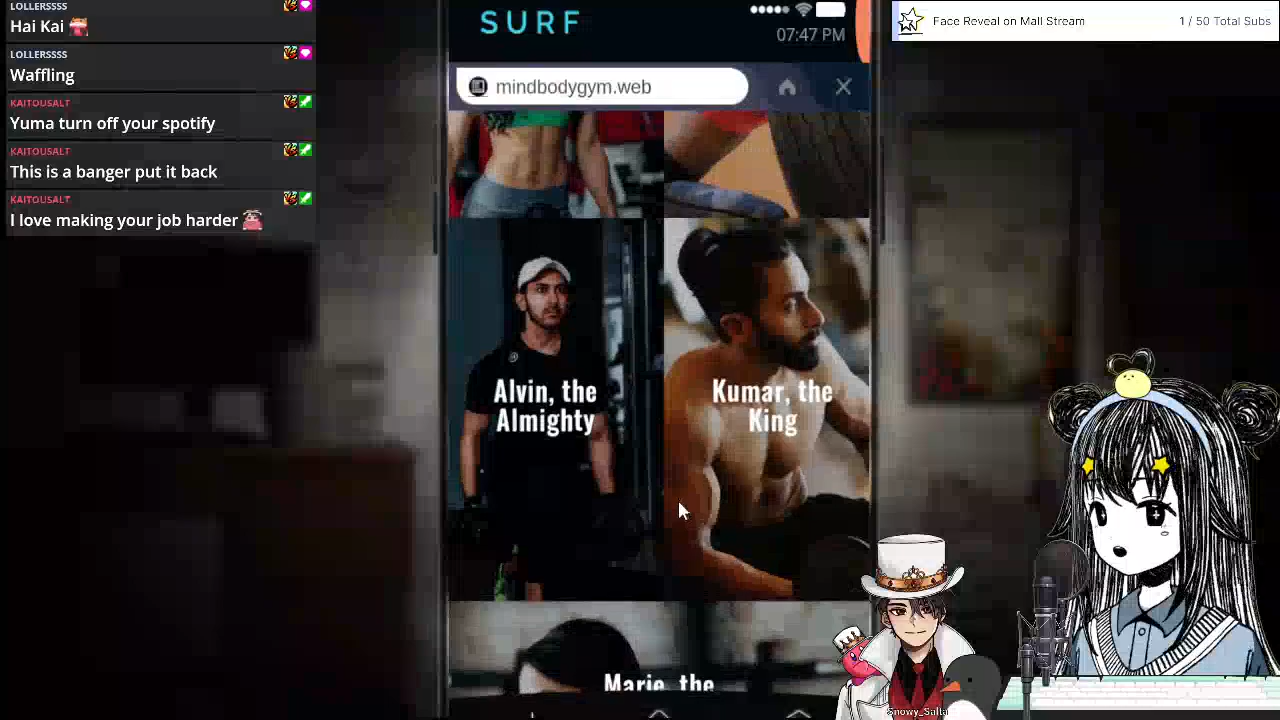 LOLLERSSSS
Hai Kai
LOLLERSSSS
Waffling
KAITOUSALT
Yuma turn off your spotify
KAITOUSALT
This is a banger put it back
KAITOUSALT
I love making your job harder
SURF
07:47 PM
mindbodygym.web
Alvin, the
Almighty
Kumar, the
King
Marie, the
Face Reveal on Mall Stream
1 / 50 Total Subs